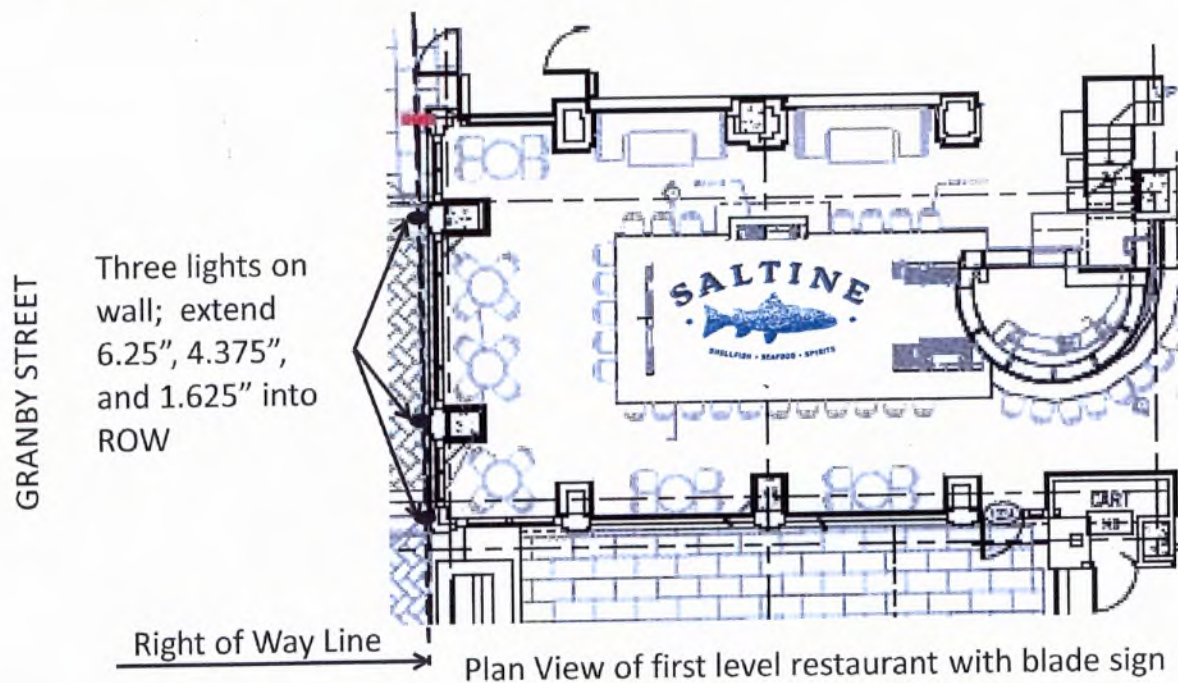 GRANBY STREET
Three lights on
wall; extend
6.25”, 4.375”,
and 1.625” into
ROW
SALTINE
SHELLFISH • SEAFOOD • SPIRITS
CART
Right of Way Line
Plan View of first level restaurant with blade sign